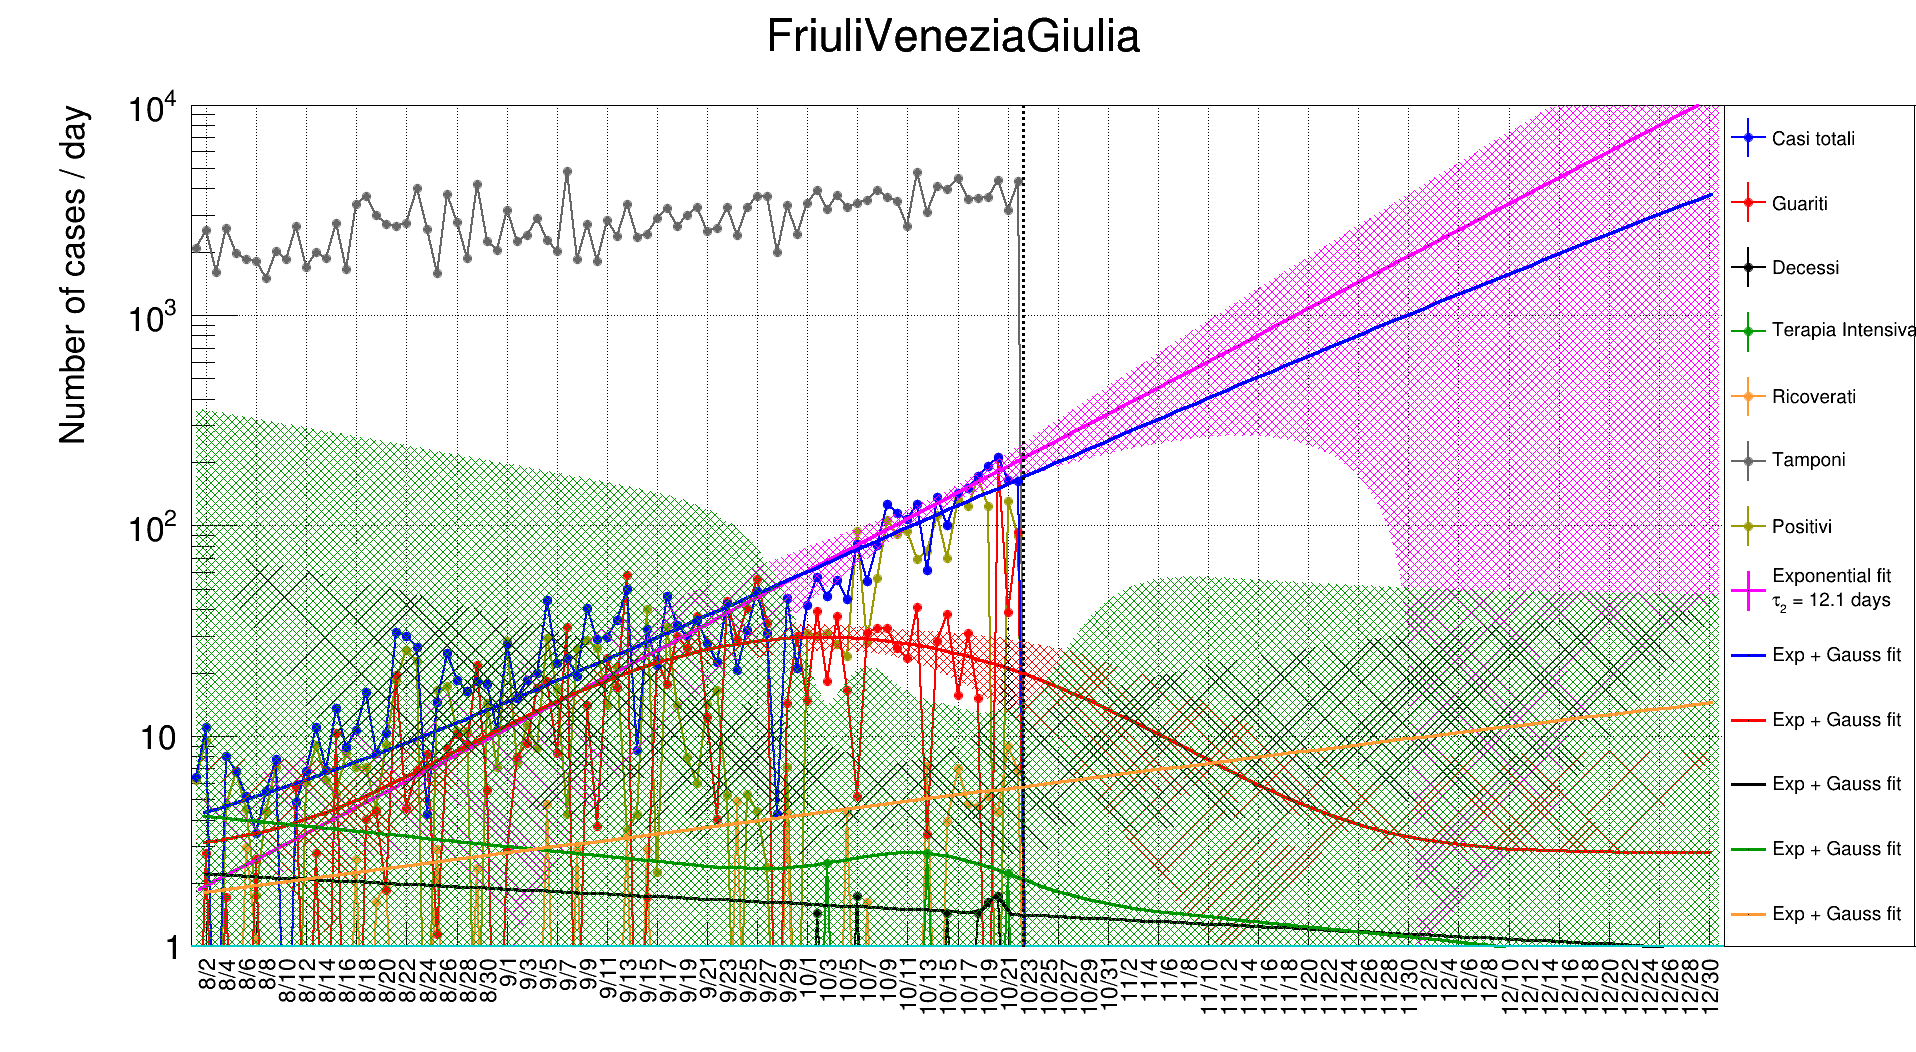 FriuliVeneziaGiulia
Number of cases / day
10^4
10^3
10^2
10
1
8/2 8/4 8/6 8/8 8/10 8/12 8/14 8/16 8/18 8/20 8/22 8/24 8/26 8/28 8/30 9/1 9/3 9/5 9/7 9/9 9/11 9/13 9/15 9/17 9/19 9/21 9/23 9/25 9/27 9/29 10/1 10/3 10/5 10/7 10/9 10/11 10/13 10/15 10/17 10/19 10/21 10/23 10/25 10/27 10/29 10/31 11/2 11/4 11/6 11/8 11/10 11/12 11/14 11/16 11/18 11/20 11/22 11/24 11/26 11/28 11/30 12/2 12/4 12/6 12/8 12/10 12/12 12/14 12/16 12/18 12/20 12/22 12/24 12/26 12/28 12/30
Casi totali
Guariti
Decessi
Terapia Intensiva
Ricoverati
Tamponi
Positivi
Exponential fit
τ₂ = 12.1 days
Exp + Gauss fit
Exp + Gauss fit
Exp + Gauss fit
Exp + Gauss fit
Exp + Gauss fit